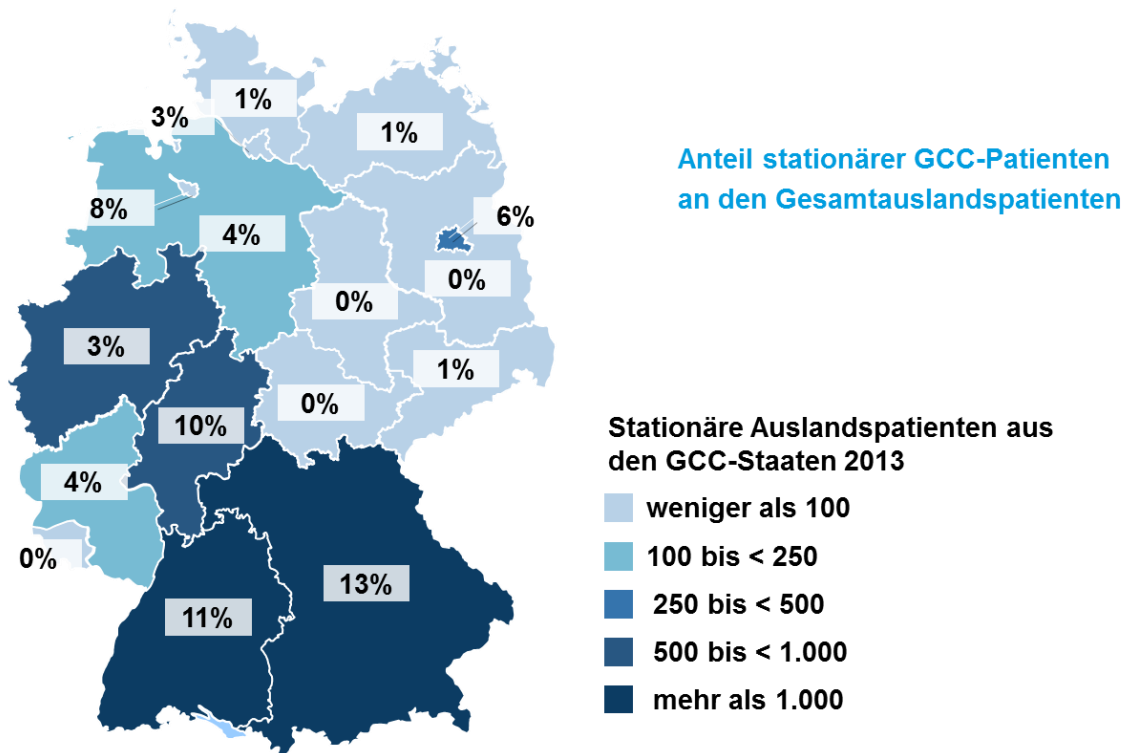 1%
3%
1%
8%
4%
6%
0%
0%
3%
1%
0%
10%
4%
0%
13%
11%
Anteil stationärer GCC-Patienten
an den Gesamtauslandspatienten
Stationäre Auslandspatienten aus
den GCC-Staaten 2013
weniger als 100
100 bis < 250
250 bis < 500
500 bis < 1.000
mehr als 1.000